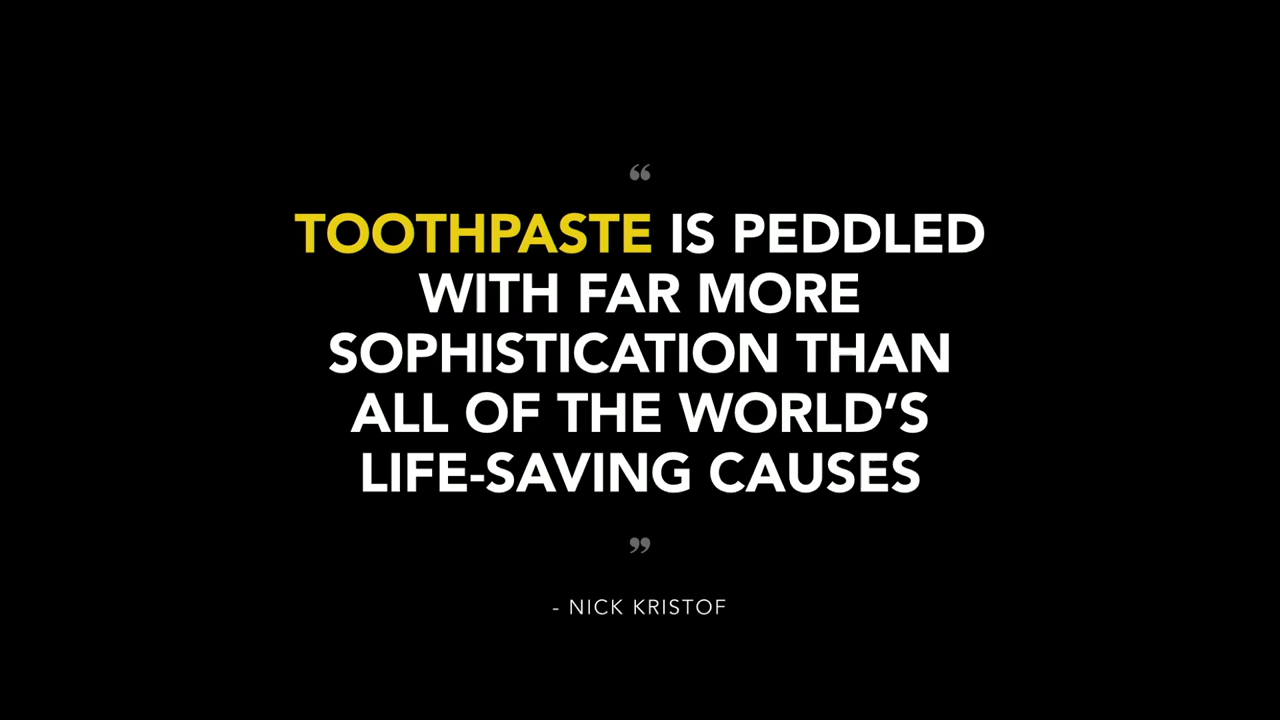 “
TOOTHPASTE IS PEDDLED
WITH FAR MORE
SOPHISTICATION THAN
ALL OF THE WORLD’S
LIFE-SAVING CAUSES
”
- NICK KRISTOF